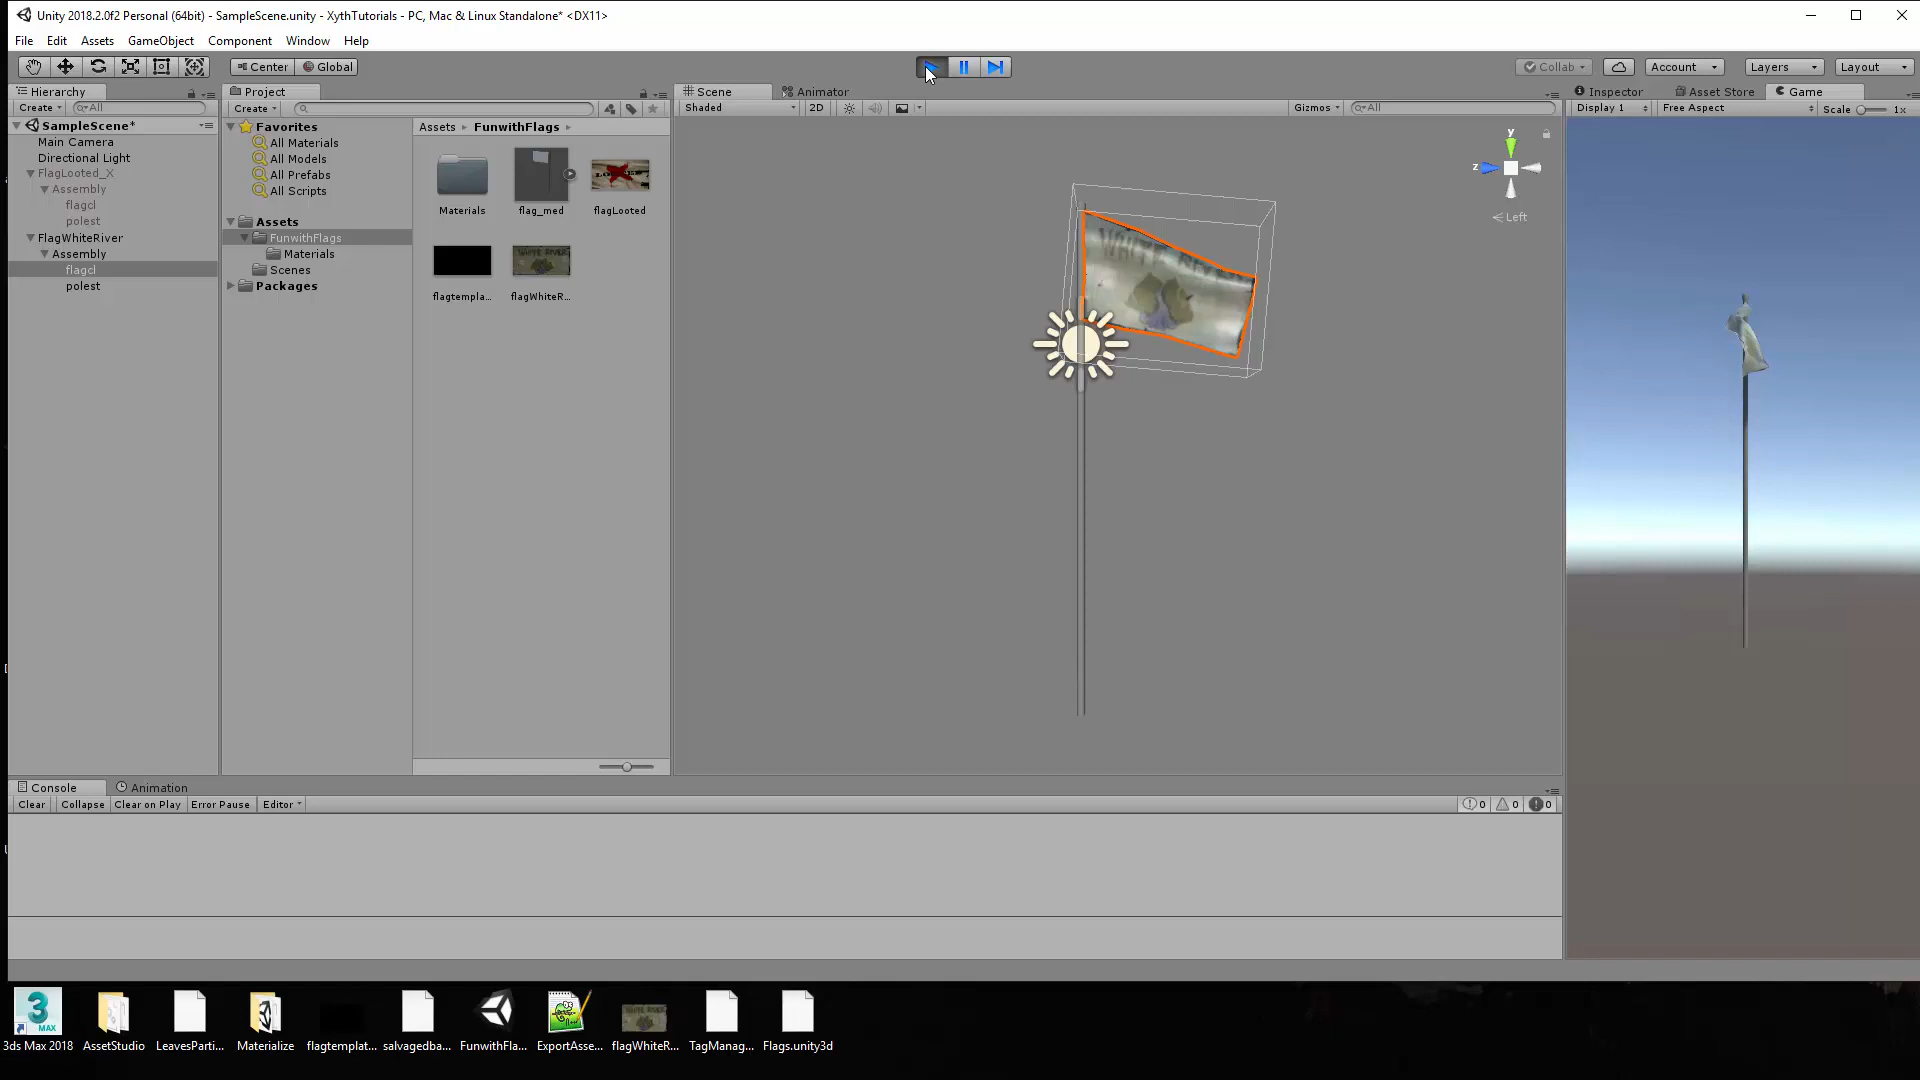 Unity 2018.2.0f2 Personal (64bit) - SampleScene.unity - XythTutorials - PC, Mac & Linux Standalone* <DX11>
File Edit Assets GameObject Component Window Help
Center Global Collab Account Layers Layout
Hierarchy Project Scene Animator Inspector Asset Store Game
Create All Create Shaded 2D Gizmos All Display 1 Free Aspect Scale 1x
SampleScene*
Main Camera
Directional Light
FlagLooted_X
Assembly
flagcl
polest
FlagWhiteRiver
Assembly
flagcl
polest
Favorites
All Materials
All Models
All Prefabs
All Scripts
Assets
FunwithFlags
Materials
Scenes
Packages
Assets FunwithFlags
Materials flag_med flagLooted
flagtempla... flagWhiteR...
WHITE RIVER
y
z
Left
Console Animation
Clear Collapse Clear on Play Error Pause Editor 0 0 0
3 MAX
3ds Max 2018 AssetStudio LeavesParti... Materialize flagtemplat... salvagedba... FunwithFla... ExportAsse... flagWhiteR... TagManag... Flags.unity3d